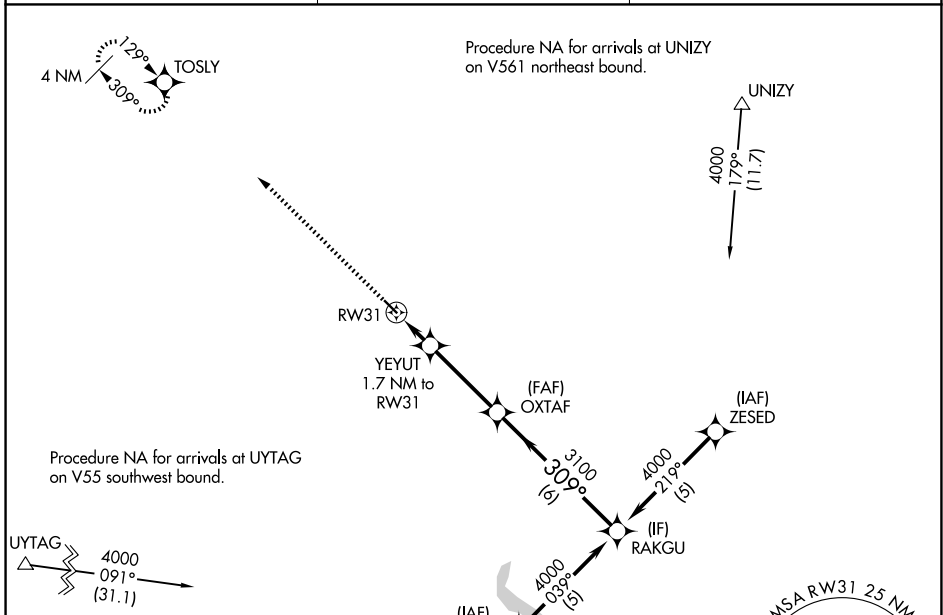 129°
TOSLY
4 NM
309°
Procedure NA for arrivals at UNIZY
on V561 northeast bound.
UNIZY
4000
179°
(11.7)
RW31
YEYUT
1.7 NM to
RW31
(FAF)
OXTAF
(IAF)
ZESED
3100
309°
(6)
4000
219°
(5)
(IF)
RAKGU
Procedure NA for arrivals at UYTAG
on V55 southwest bound.
UYTAG
4000
091°
(31.1)
4000
039°
(5)
(IAF)
MSA RW31 25 NM